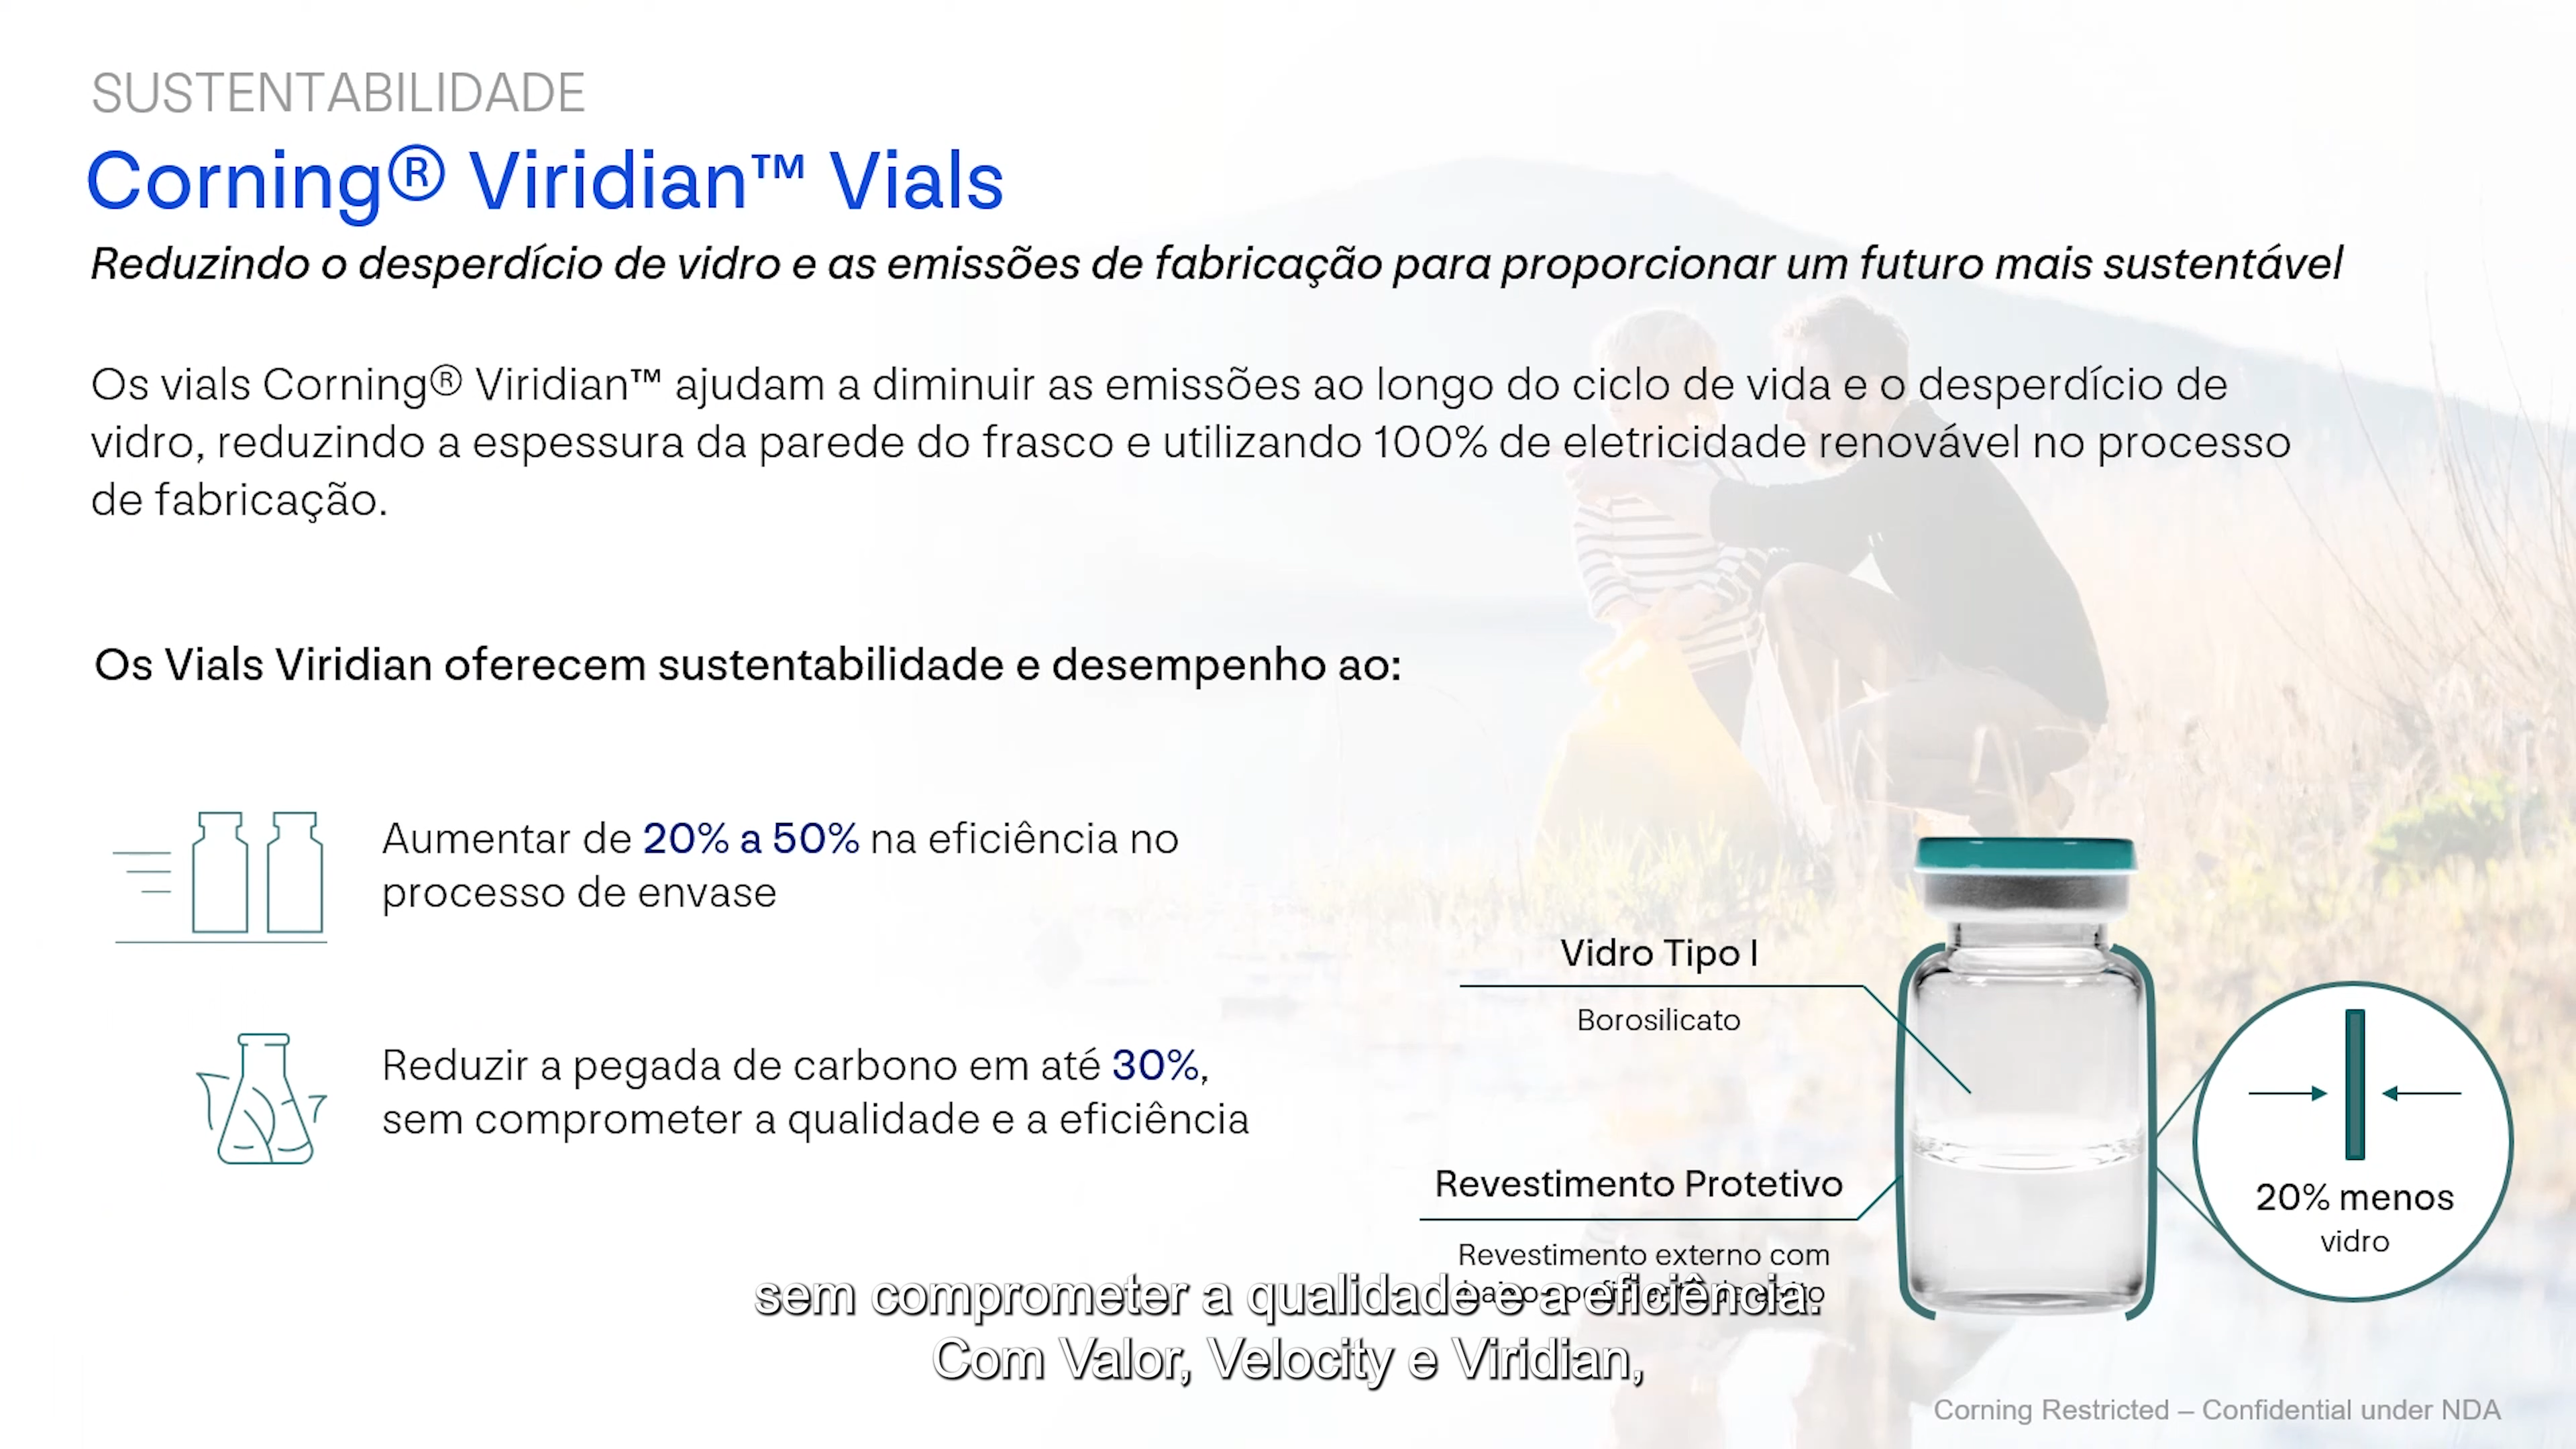 SUSTENTABILIDADE
Corning® Viridian™ Vials
Reduzindo o desperdício de vidro e as emissões de fabricação para proporcionar um futuro mais sustentável
Os vials Corning® Viridian™ ajudam a diminuir as emissões ao longo do ciclo de vida e o desperdício de
vidro, reduzindo a espessura da parede do frasco e utilizando 100% de eletricidade renovável no processo
de fabricação.
Os Vials Viridian oferecem sustentabilidade e desempenho ao:
Aumentar de 20% a 50% na eficiência no
processo de envase
Reduzir a pegada de carbono em até 30%,
sem comprometer a qualidade e a eficiência
Vidro Tipo I
Borosilicato
Revestimento Protetivo
Revestimento externo com
20% menos
vidro
sem comprometer a qualidade e a eficiência.
Com Valor, Velocity e Viridian,
Corning Restricted – Confidential under NDA